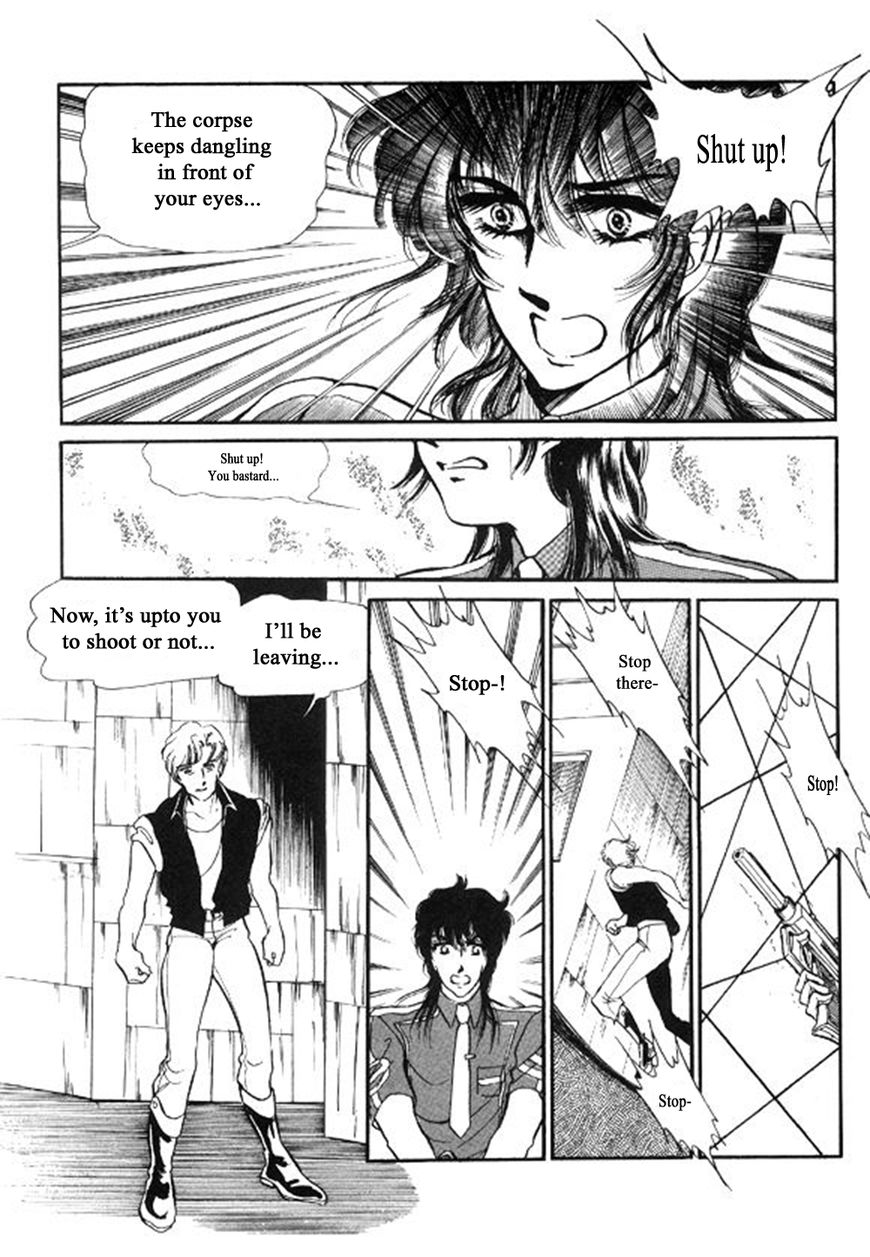 The corpse
keeps dangling
in front of
your eyes...
Shut up!
Shut up!
You bastard...
Now, it's upto you
to shoot or not...
I'll be
leaving...
Stop-!
Stop
there-
Stop-
Stop!